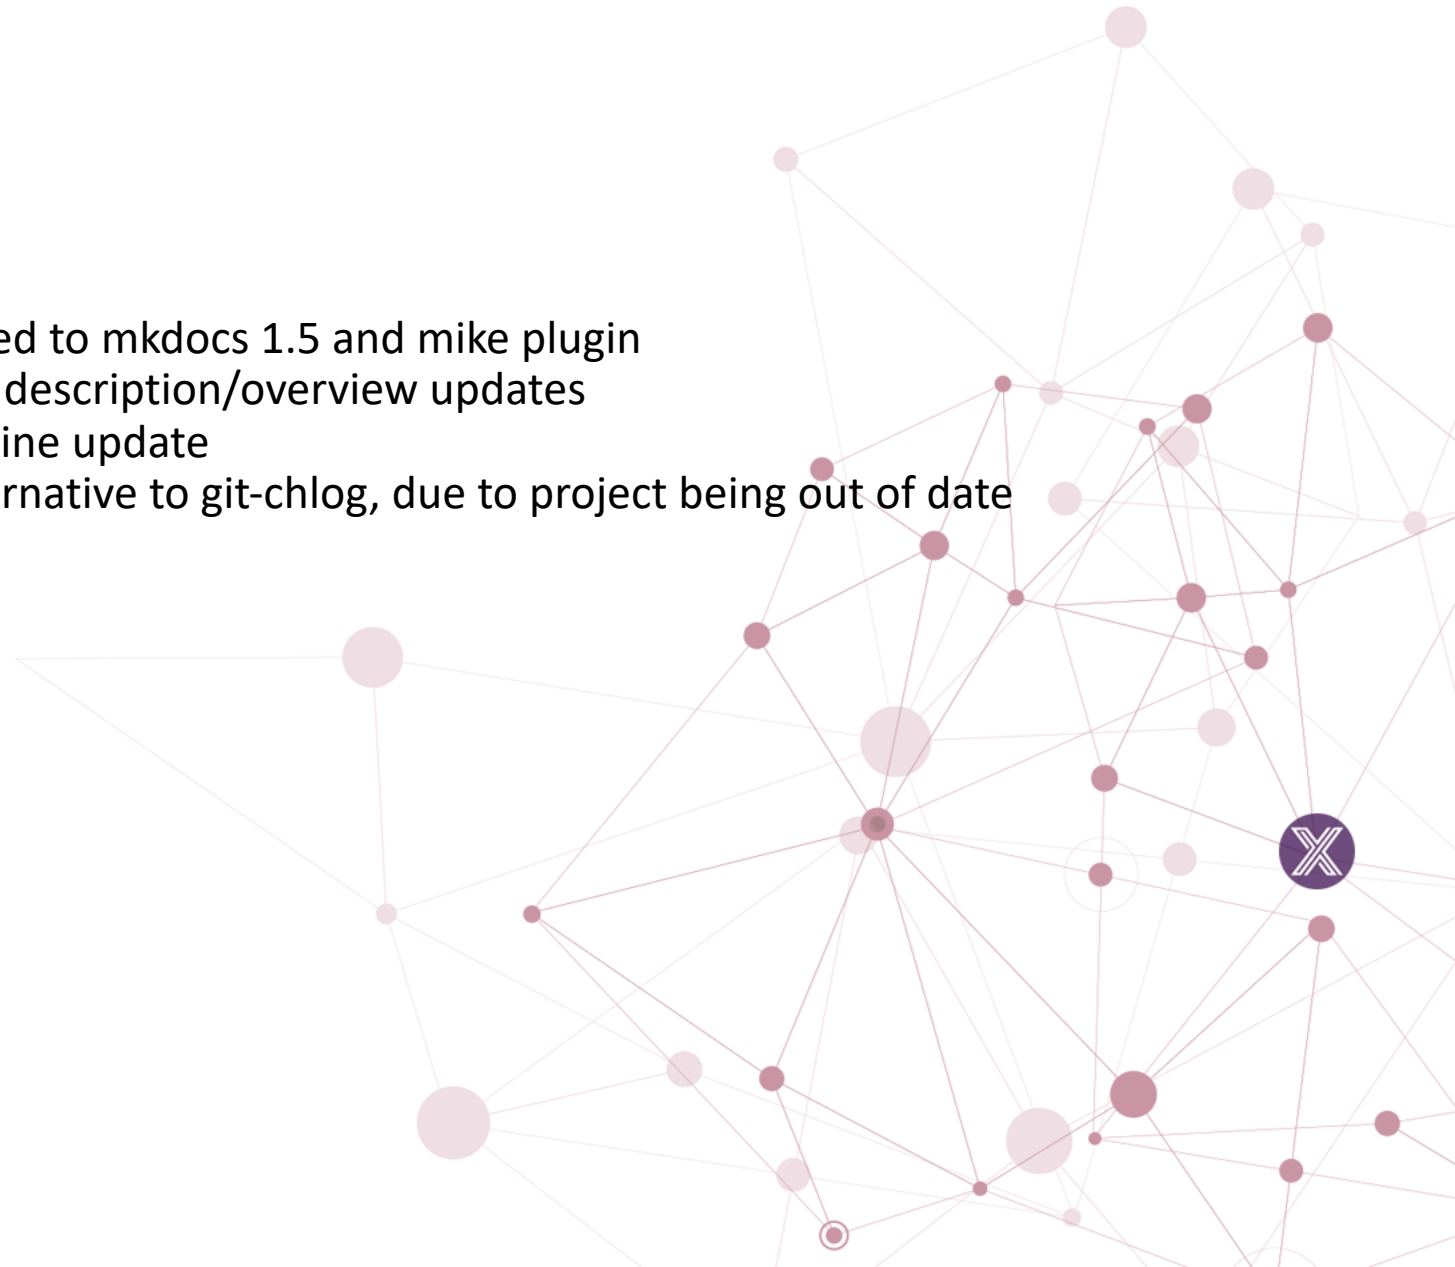 ed to mkdocs 1.5 and mike plugin
description/overview updates
ine update
rnative to git-chlog, due to project being out of date